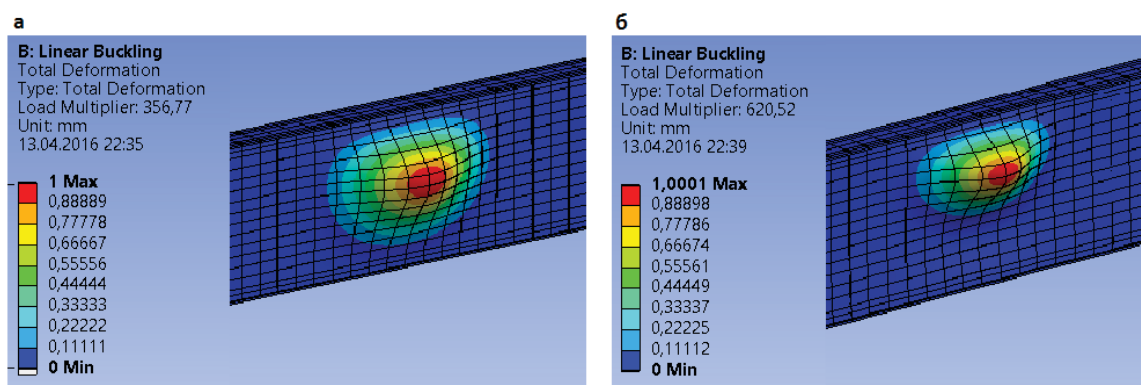 а
B: Linear Buckling
Total Deformation
Type: Total Deformation
Load Multiplier: 356,77
Unit: mm
13.04.2016 22:35
1 Max
0,88889
0,77778
0,66667
0,55556
0,44444
0,33333
0,22222
0,11111
0 Min
б
B: Linear Buckling
Total Deformation
Type: Total Deformation
Load Multiplier: 620,52
Unit: mm
13.04.2016 22:39
1,0001 Max
0,88898
0,77786
0,66674
0,55561
0,44449
0,33337
0,22225
0,11112
0 Min